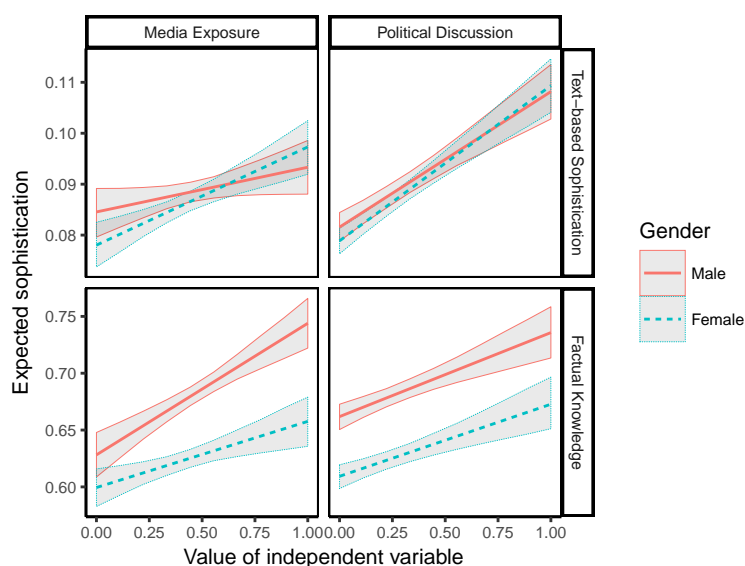 Media Exposure
Political Discussion
Expected sophistication
0.11
0.10
0.09
0.08
Text−based Sophistication
0.75
0.70
0.65
0.60
Factual Knowledge
0.00 0.25 0.50 0.75 1.00
0.00 0.25 0.50 0.75 1.00
Value of independent variable
Gender
Male
Female